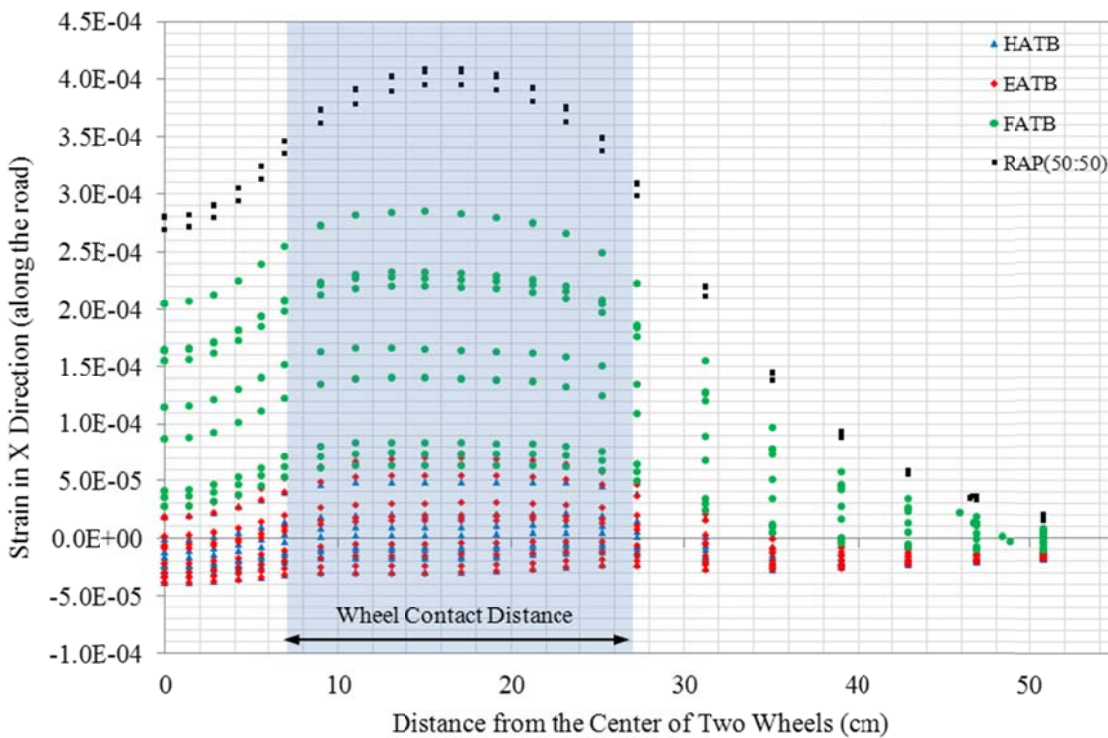 4.5E-04
4.0E-04
3.5E-04
3.0E-04
2.5E-04
2.0E-04
1.5E-04
1.0E-04
5.0E-05
0.0E+00
-5.0E-05
-1.0E-04
Strain in X Direction (along the road)
HATB
EATB
FATB
RAP(50:50)
Wheel Contact Distance
0 10 20 30 40 50
Distance from the Center of Two Wheels (cm)